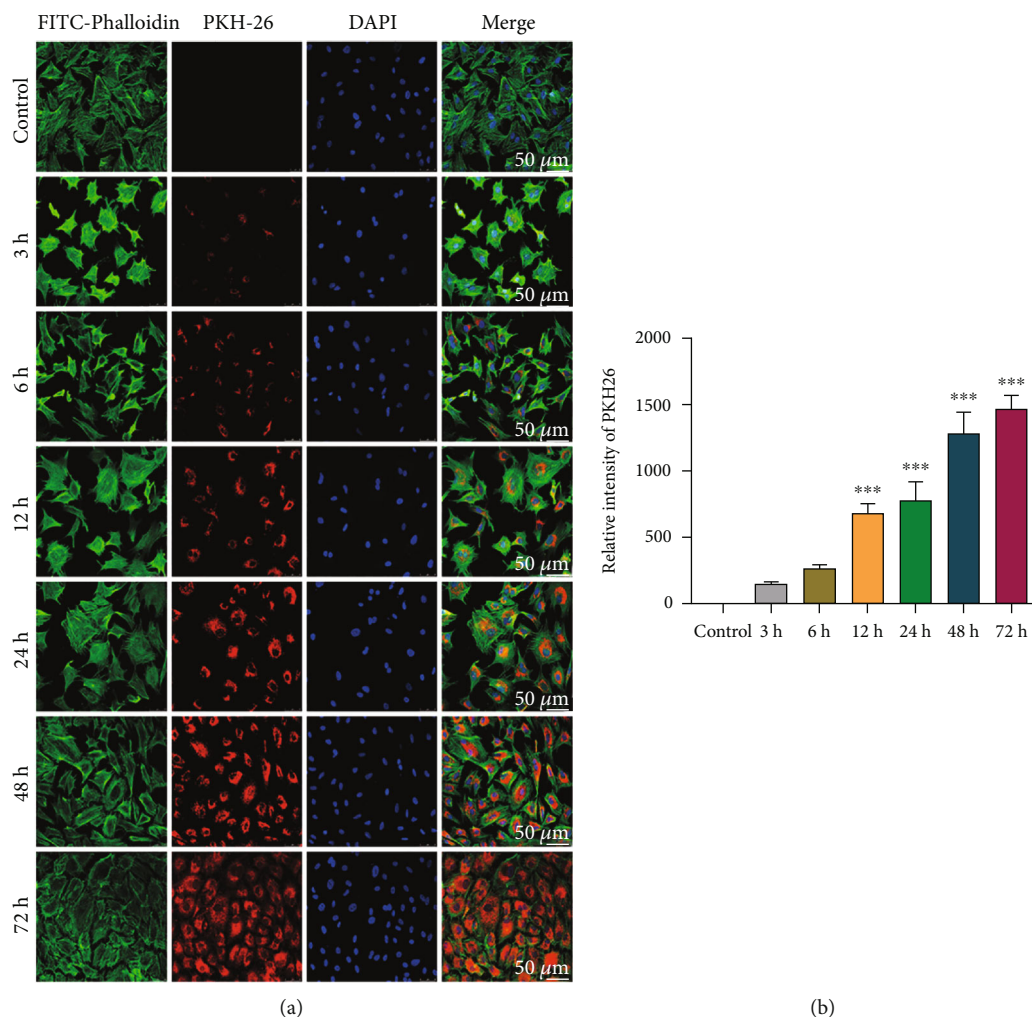 FITC-Phalloidin PKH-26 DAPI Merge
Control
50 µm
3 h
50 µm
6 h
50 µm
12 h
50 µm
24 h
50 µm
48 h
50 µm
72 h
50 µm
(a)
Relative intensity of PKH26
2000
1500
1000
500
0
***
***
***
***
Control 3 h 6 h 12 h 24 h 48 h 72 h
(b)